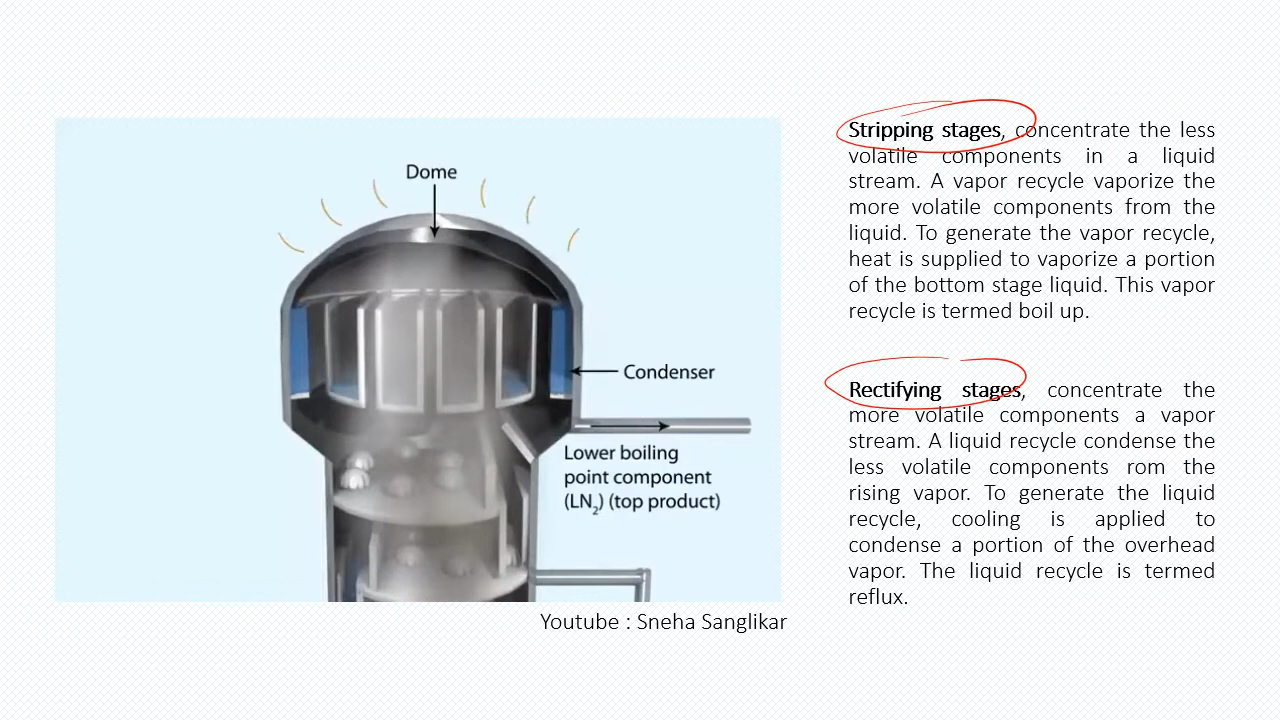 Dome
Condenser
Lower boiling
point component
(LN₂) (top product)
Youtube : Sneha Sanglikar
Stripping stages, concentrate the less
volatile components in a liquid
stream. A vapor recycle vaporize the
more volatile components from the
liquid. To generate the vapor recycle,
heat is supplied to vaporize a portion
of the bottom stage liquid. This vapor
recycle is termed boil up.
Rectifying stages, concentrate the
more volatile components a vapor
stream. A liquid recycle condense the
less volatile components rom the
rising vapor. To generate the liquid
recycle, cooling is applied to
condense a portion of the overhead
vapor. The liquid recycle is termed
reflux.